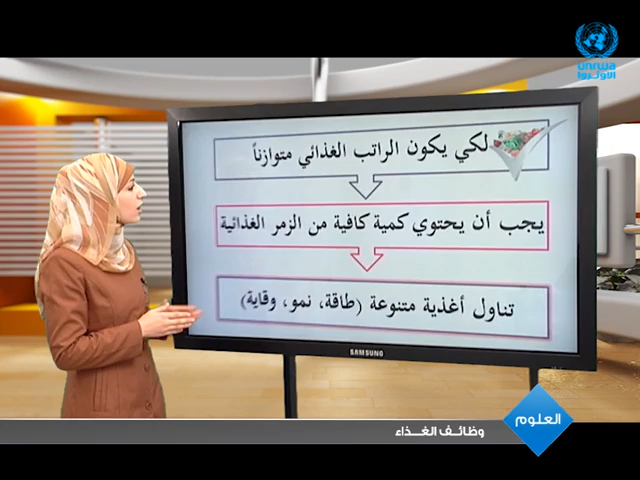 unrwa
الأونروا
لكي يكون الراتب الغذائي متوازناً
يجب أن يحتوي كمية كافية من الزمر الغذائية
تناول أغذية متنوعة (طاقة، نمو، وقاية)
SAMSUNG
العلوم
وظائف الغذاء